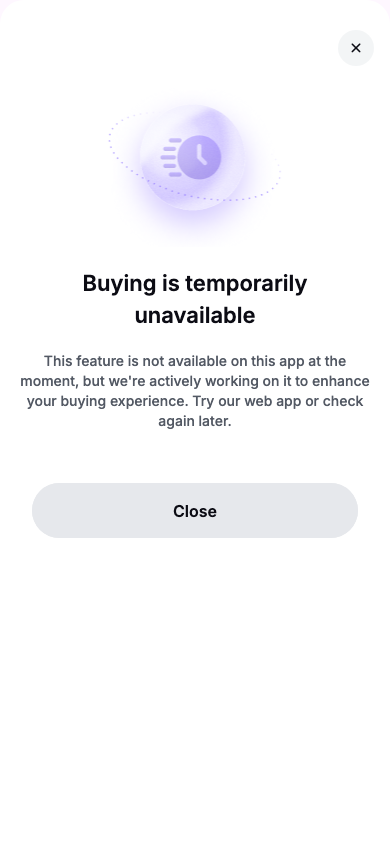 Buying is temporarily
unavailable
This feature is not available on this app at the
moment, but we're actively working on it to enhance
your buying experience. Try our web app or check
again later.
Close